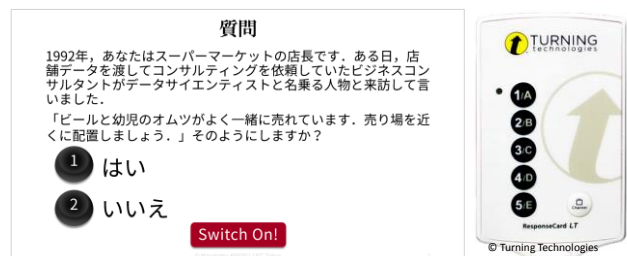 質問
1992年，あなたはスーパーマーケットの店長です．ある日，店
舗データを渡してコンサルティングを依頼していたビジネスコン
サルタントがデータサイエンティストと名乗る人物と来訪して言
いました．
「ビールと幼児のオムツがよく一緒に売れています．売り場を近
くに配置しましょう．」そのようにしますか？
1 はい
2 いいえ
Switch On!
TURNING
technologies
1/A
2/B
3/C
4/D
5/E
Channel
ResponseCard LT
© Turning Technologies